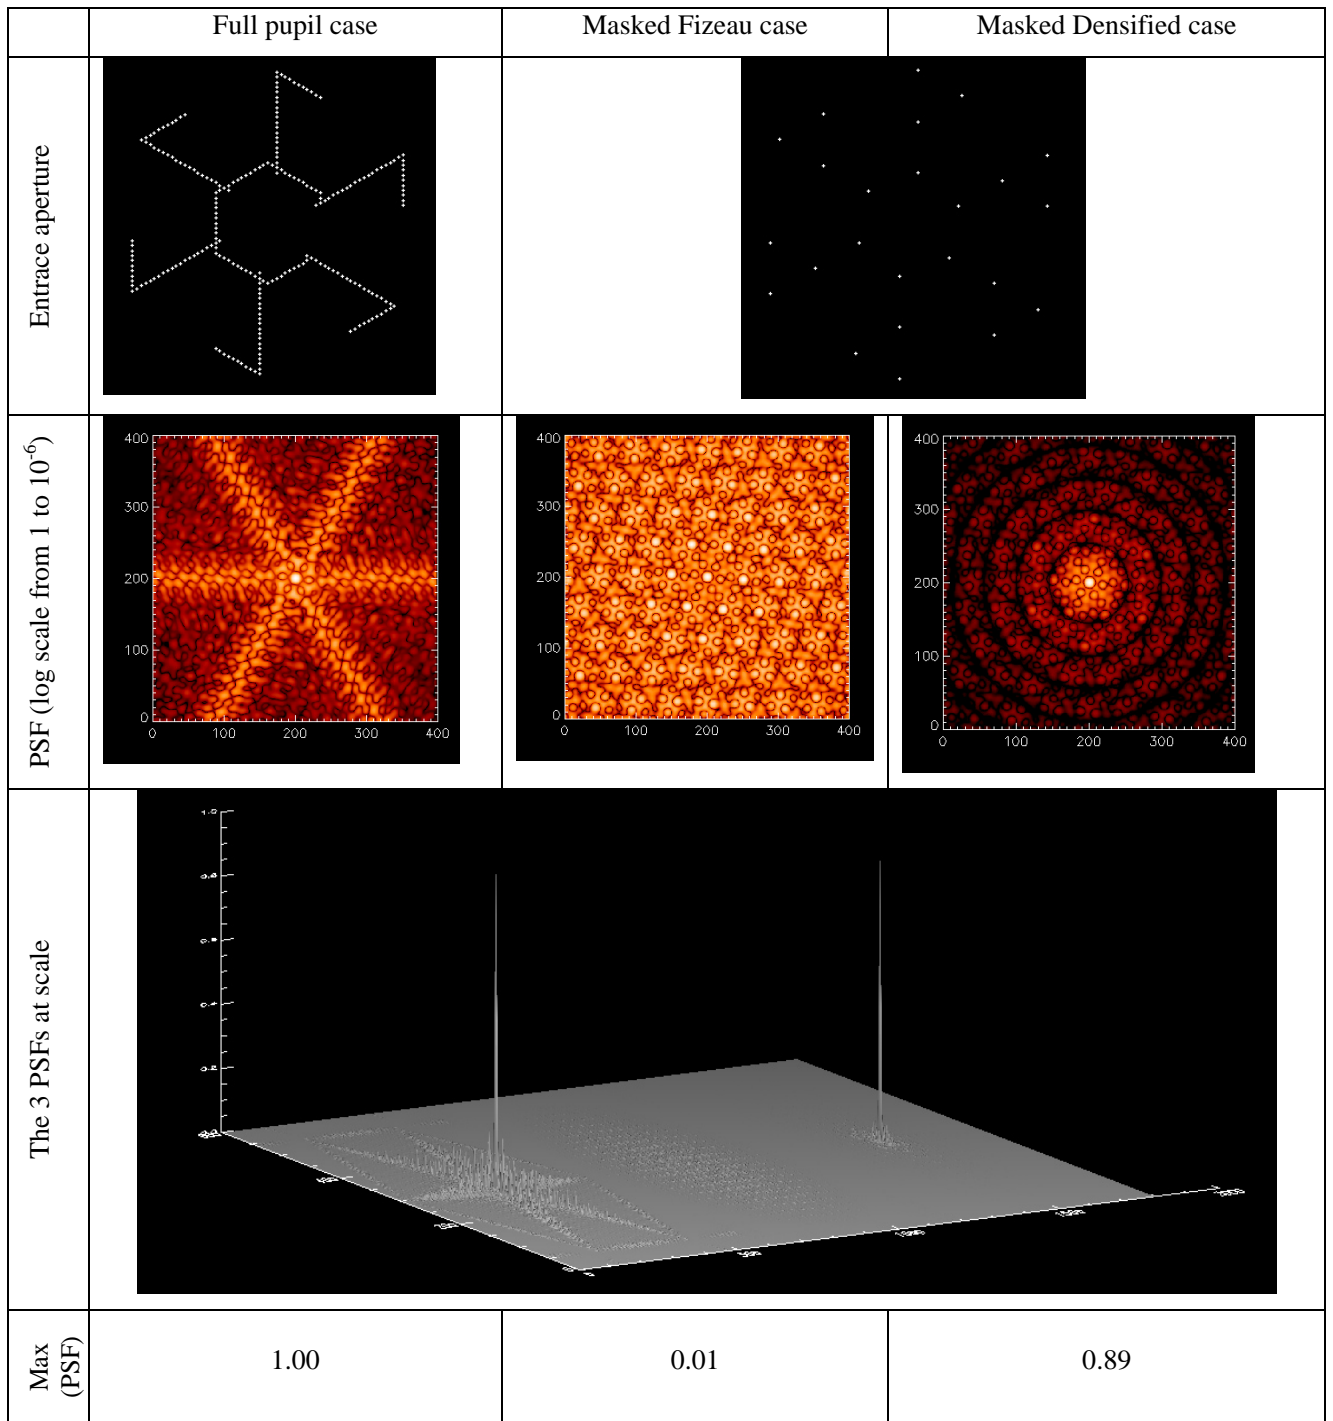 Full pupil case
Masked Fizeau case
Masked Densified case
Entrace aperture
PSF (log scale from 1 to 10⁻⁶)
400
300
200
100
0
0 100 200 300 400
400
300
200
100
0
0 100 200 300 400
400
300
200
100
0
0 100 200 300 400
The 3 PSFs at scale
Max
(PSF)
1.00
0.01
0.89